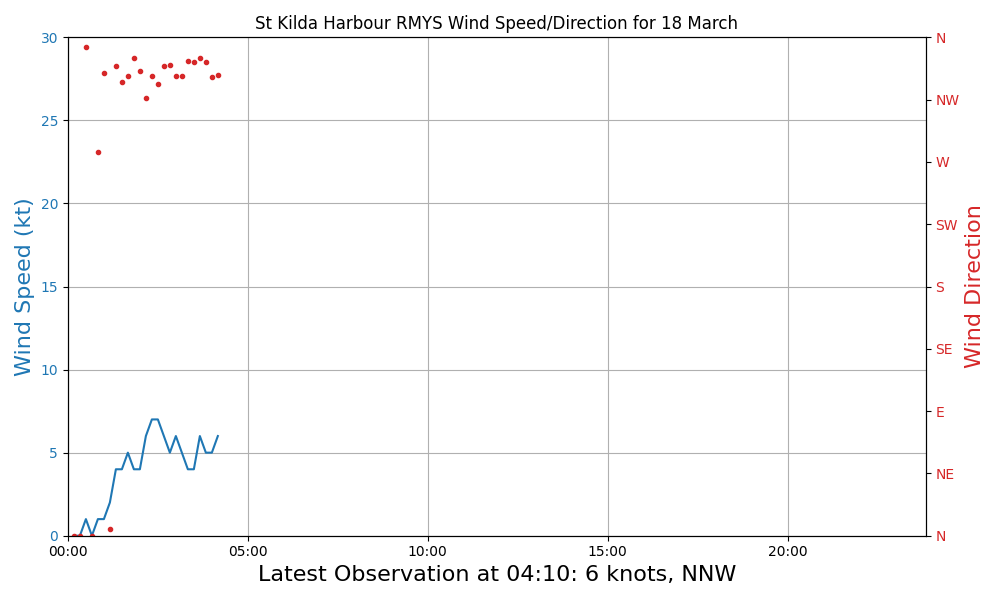 St Kilda Harbour RMYS Wind Speed/Direction for 18 March
30
25
20
15
10
5
0
Wind Speed (kt)
N
NW
W
SW
S
SE
E
NE
N
Wind Direction
00:00
05:00
10:00
15:00
20:00
Latest Observation at 04:10: 6 knots, NNW